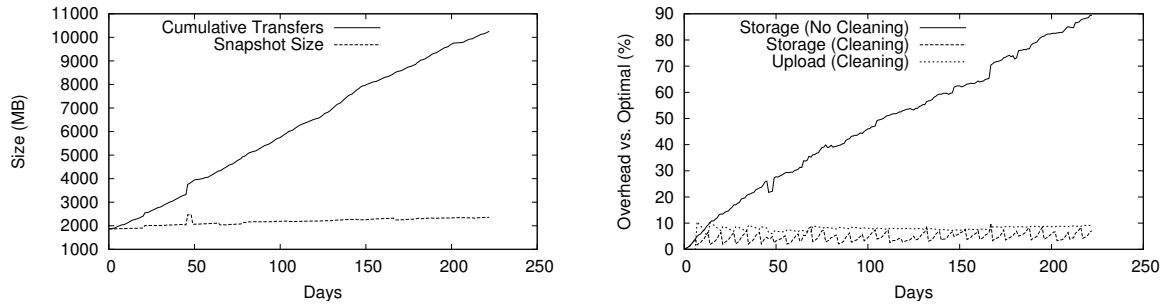 11000
10000
9000
8000
7000
6000
5000
4000
3000
2000
1000
Size (MB)
Cumulative Transfers
Snapshot Size
0 50 100 150 200 250
Days
90
80
70
60
50
40
30
20
10
0
Overhead vs. Optimal (%)
Storage (No Cleaning)
Storage (Cleaning)
Upload (Cleaning)
0 50 100 150 200 250
Days